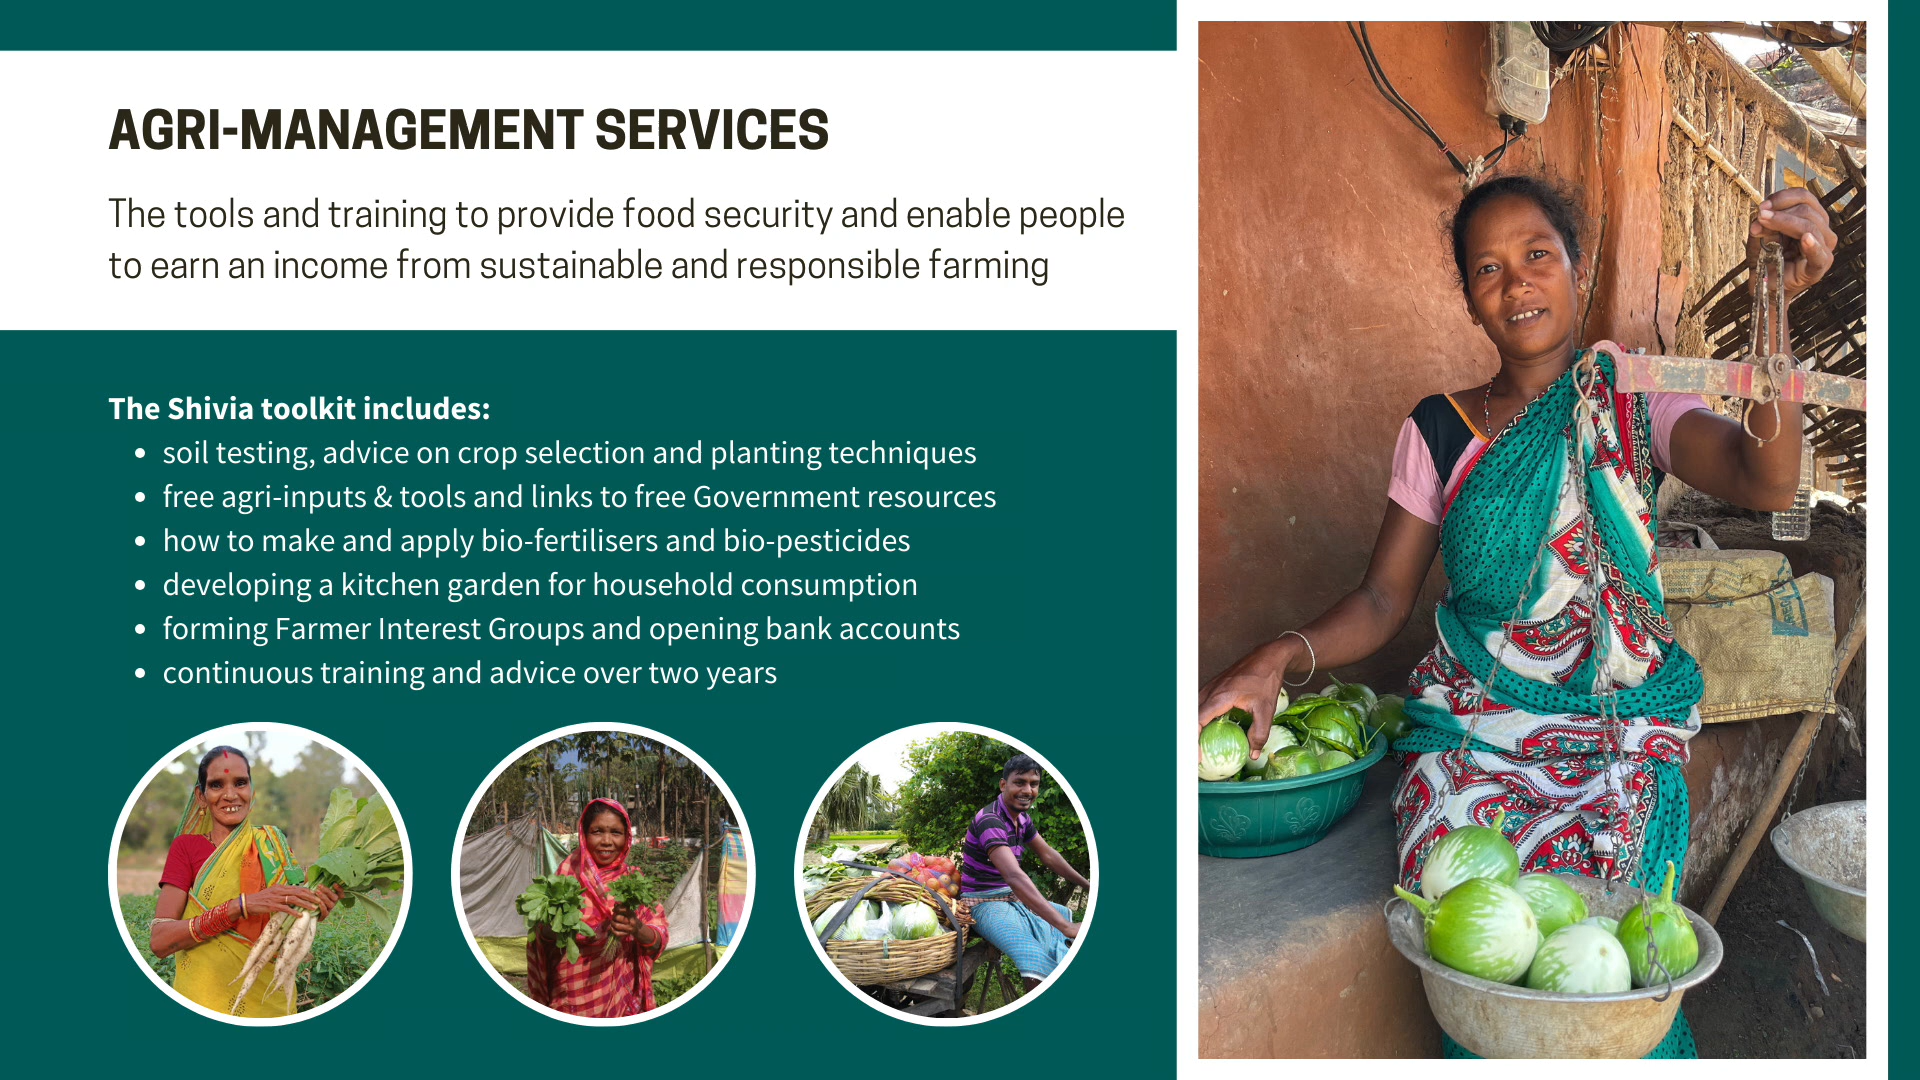 AGRI-MANAGEMENT SERVICES
The tools and training to provide food security and enable people
to earn an income from sustainable and responsible farming
The Shivia toolkit includes:
• soil testing, advice on crop selection and planting techniques
• free agri-inputs & tools and links to free Government resources
• how to make and apply bio-fertilisers and bio-pesticides
• developing a kitchen garden for household consumption
• forming Farmer Interest Groups and opening bank accounts
• continuous training and advice over two years